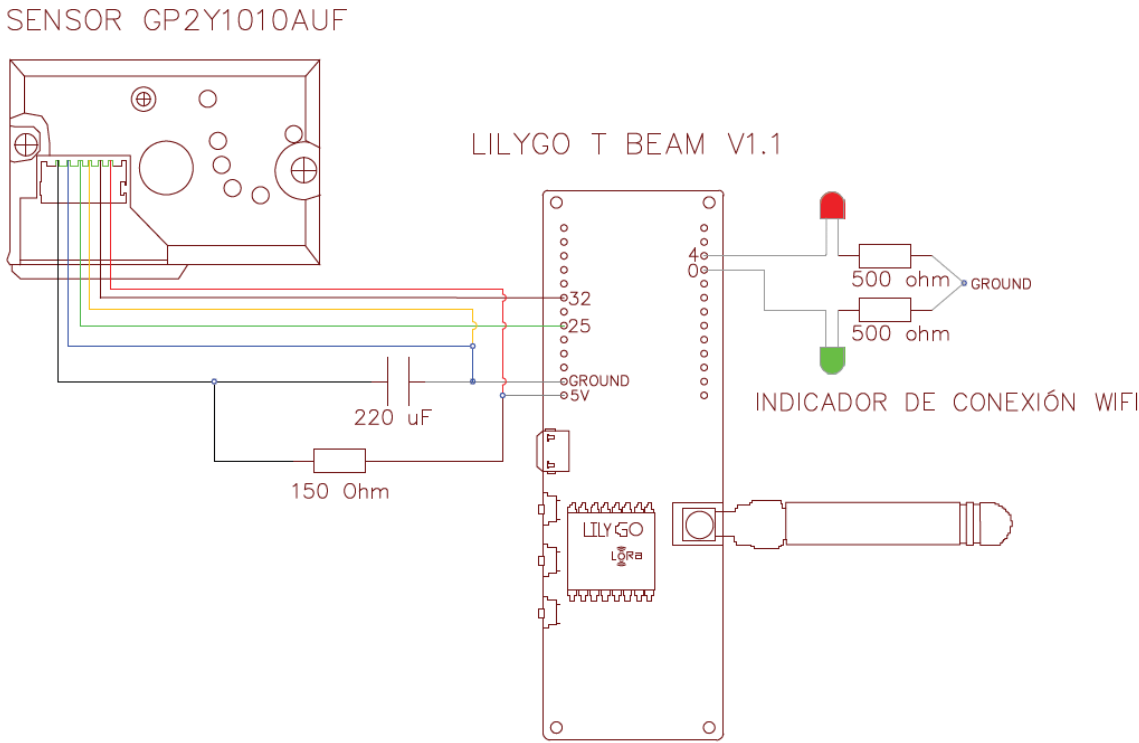 SENSOR GP2Y1010AUF
LILYGO T BEAM V1.1
4
0
500 ohm
GROUND
500 ohm
32
25
GROUND
5V
220 uF
INDICADOR DE CONEXIÓN WIFI
150 Ohm
LILYGO
LoRa